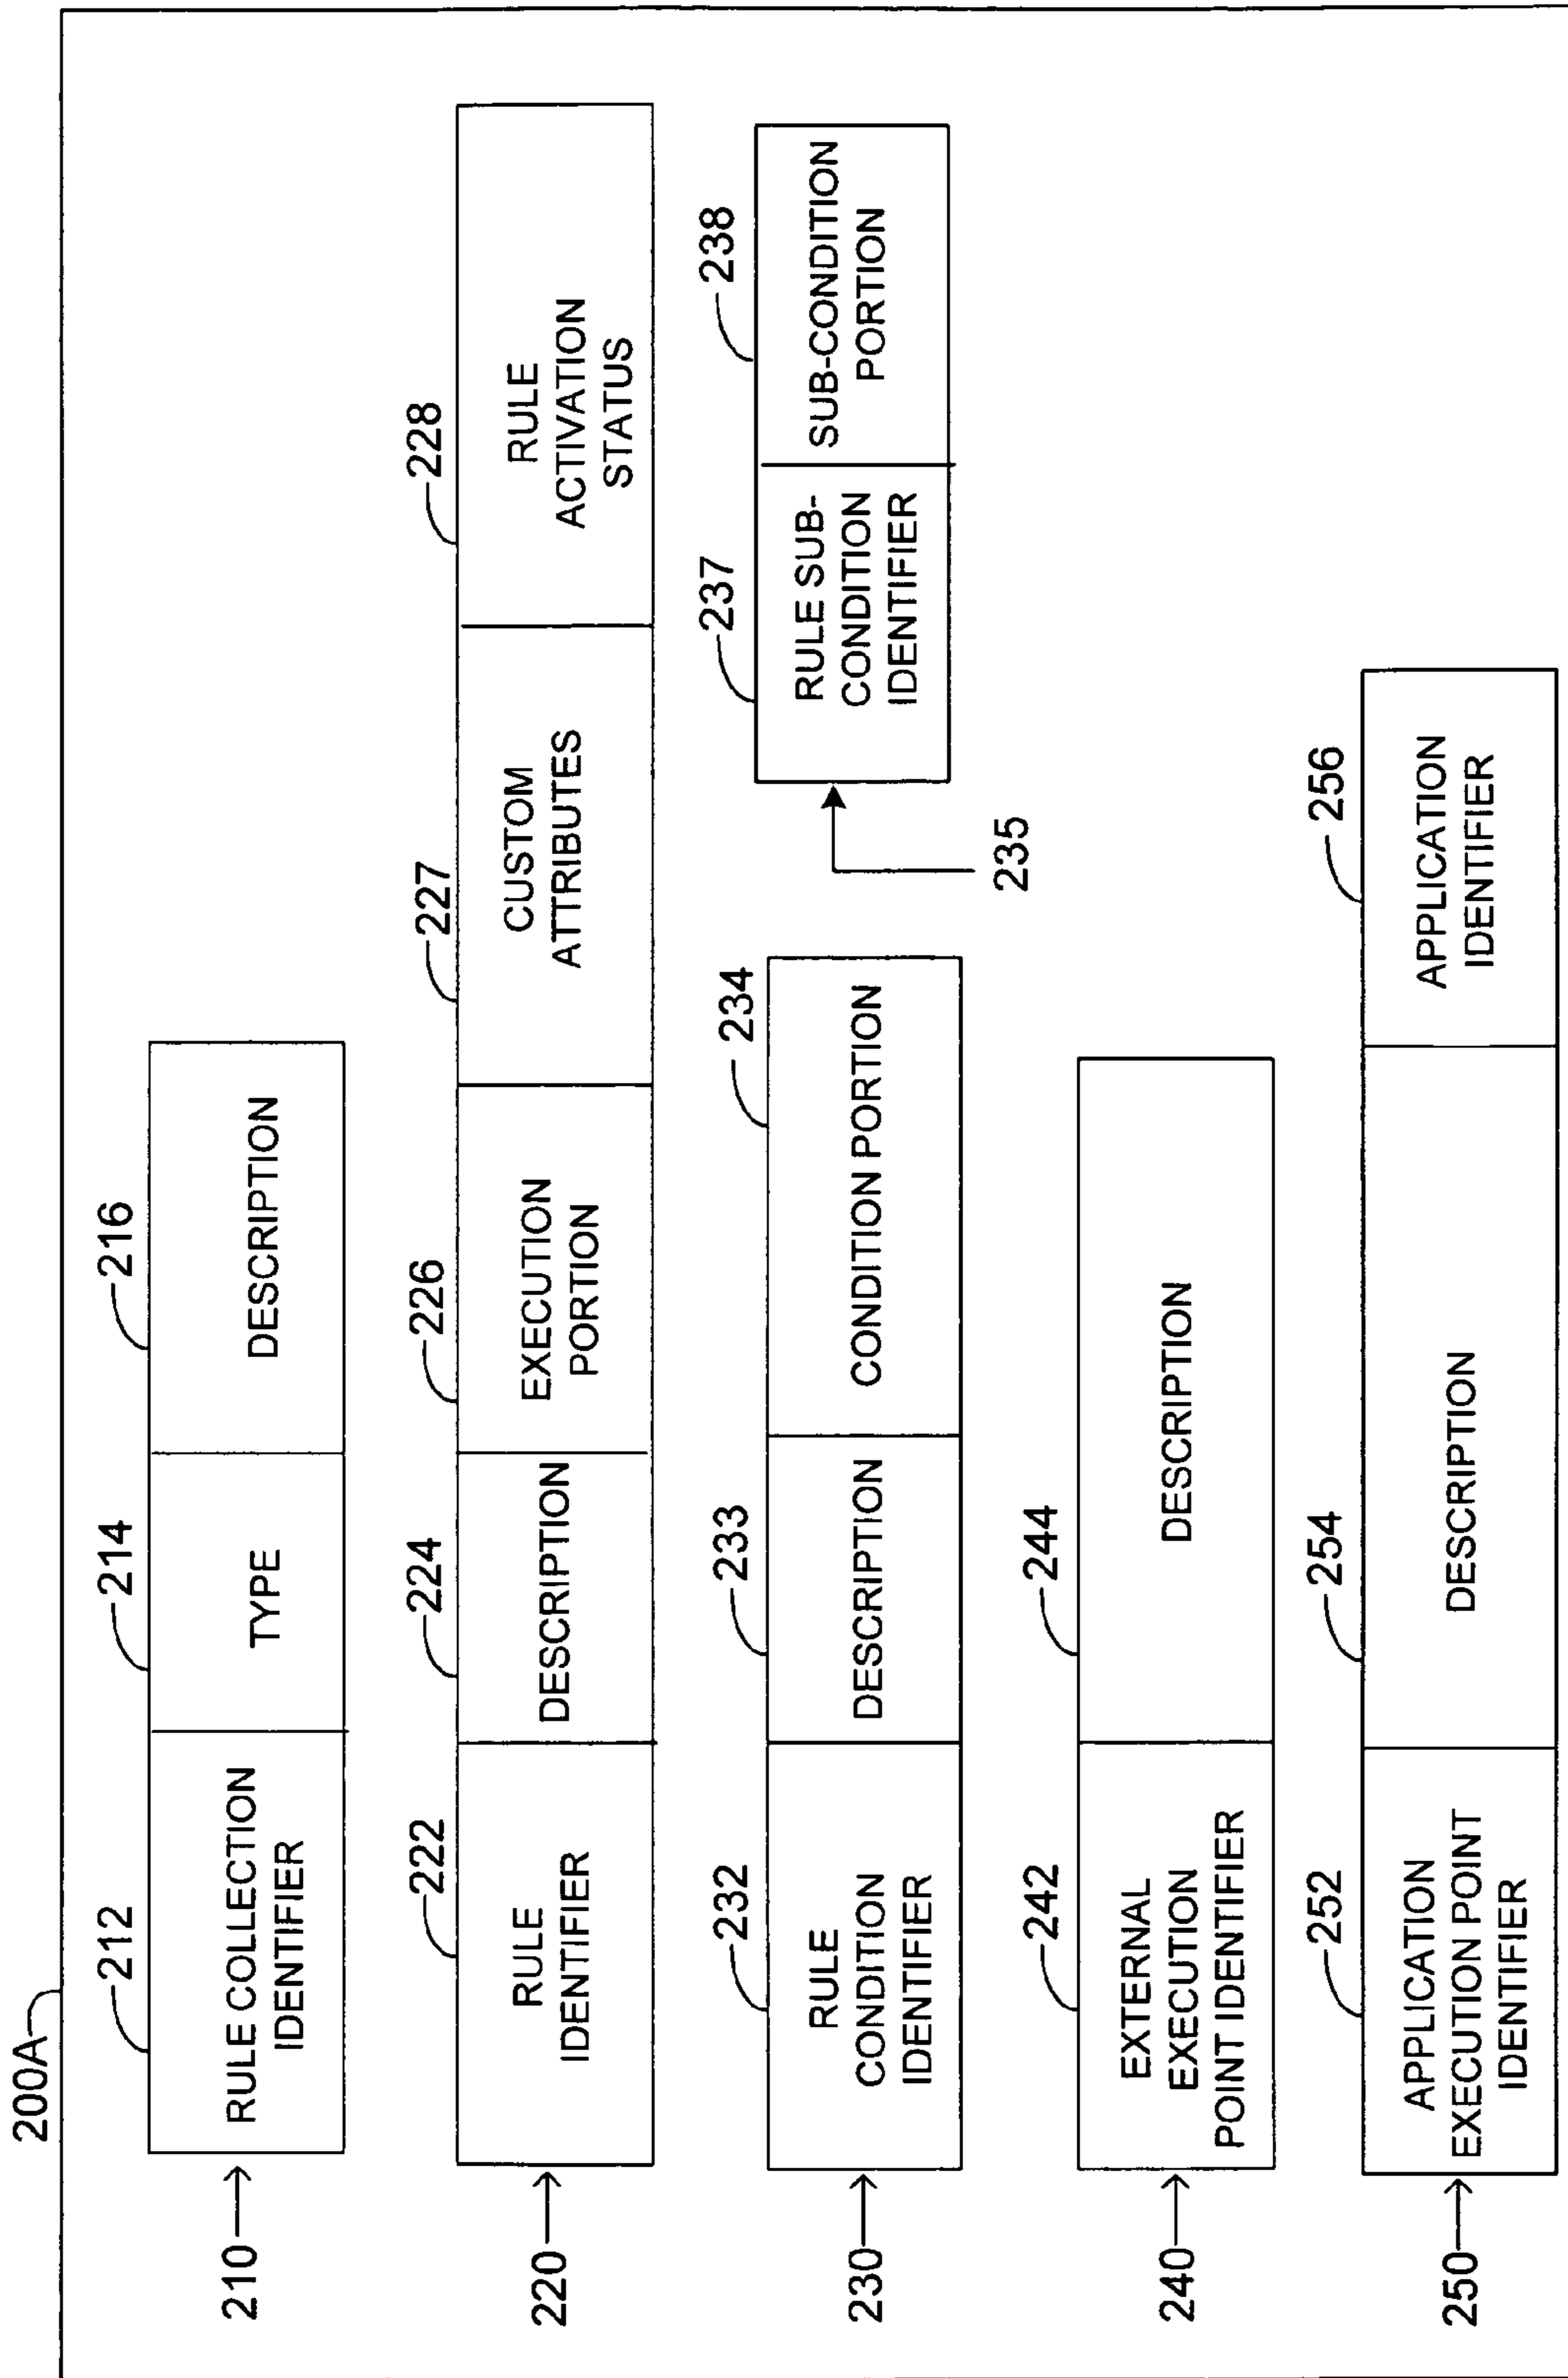 200A
212
214
216
210
RULE COLLECTION
IDENTIFIER
TYPE
DESCRIPTION
222
224
226
227
228
220
RULE
IDENTIFIER
DESCRIPTION
EXECUTION
PORTION
CUSTOM
ATTRIBUTES
RULE
ACTIVATION
STATUS
232
233
234
237
238
230
RULE
CONDITION
IDENTIFIER
DESCRIPTION
CONDITION PORTION
235
RULE SUB-
CONDITION
IDENTIFIER
SUB-CONDITION
PORTION
242
244
240
EXTERNAL
EXECUTION
POINT IDENTIFIER
DESCRIPTION
252
254
256
250
APPLICATION
EXECUTION POINT
IDENTIFIER
DESCRIPTION
APPLICATION
IDENTIFIER